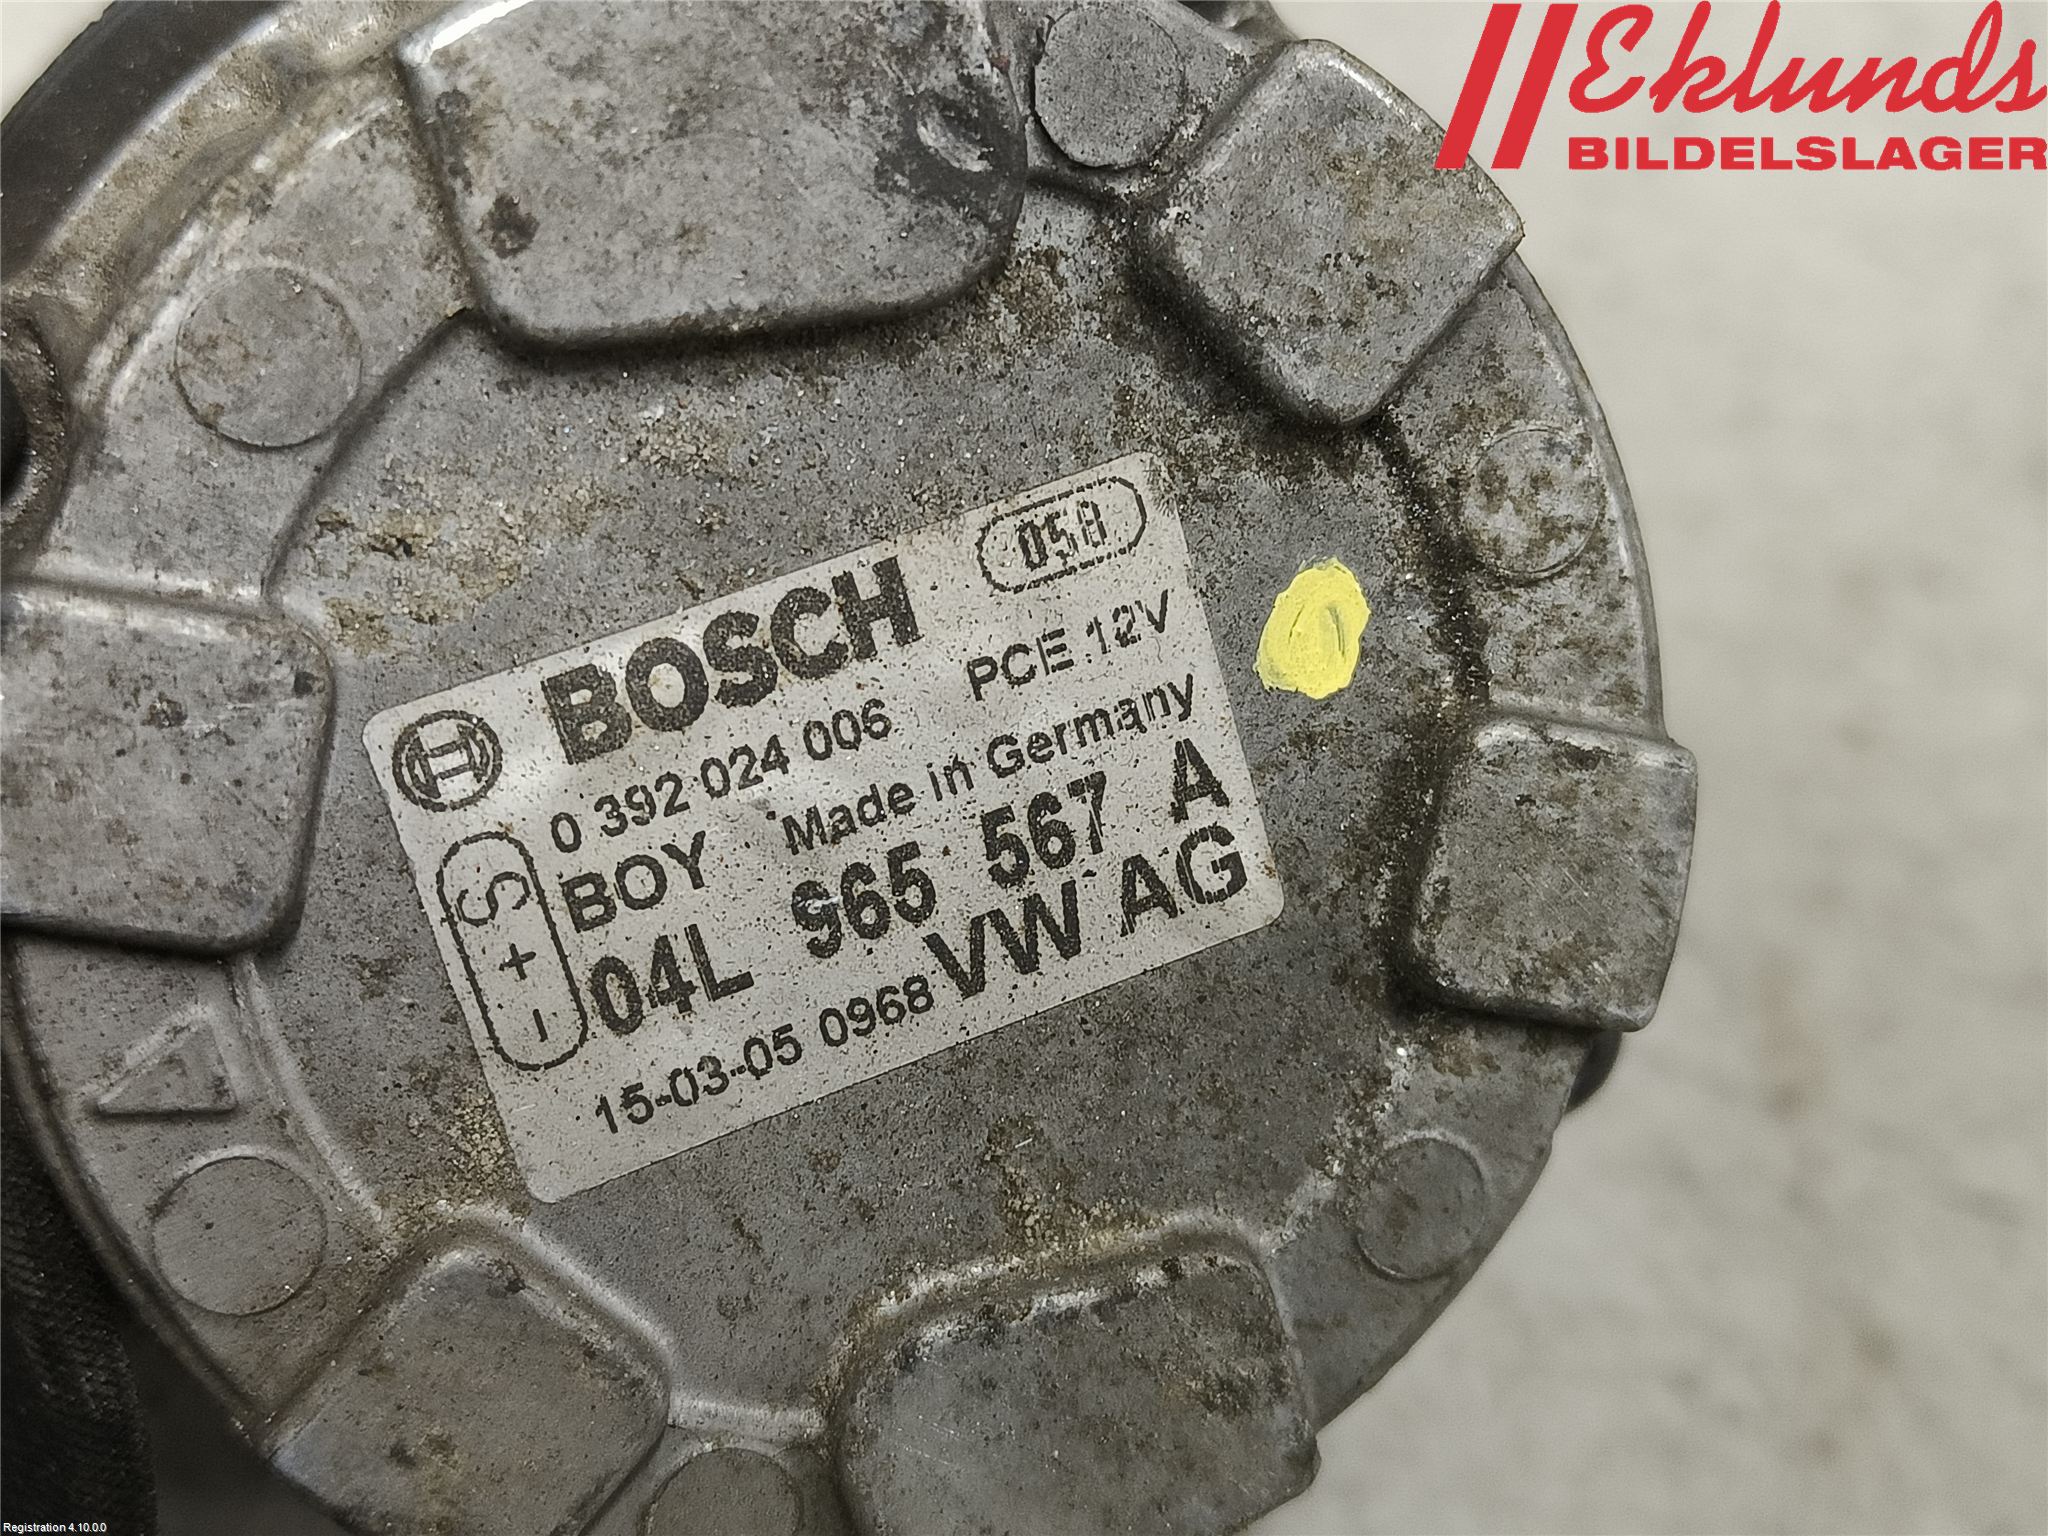 Eklunds
BILDELSLAGER
050
BOSCH
0 392 024 006 PCE 12V
BOY Made in Germany
04L 965 567 A
15-03-05 0968 VW AG
S + -
Registration 4.10.0.0